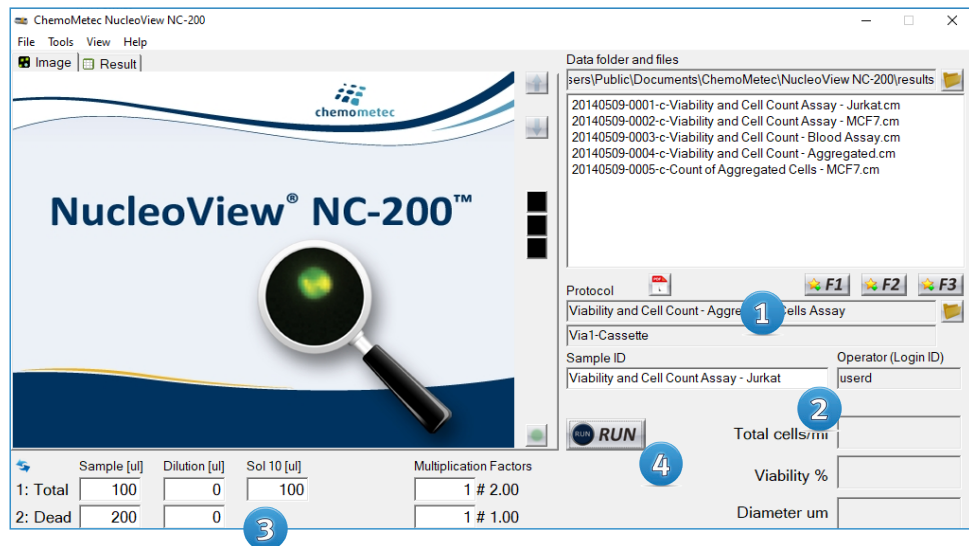 ChemoMetec NucleoView NC-200
File Tools View Help
Image Result
chemometec
NucleoView® NC-200™
Data folder and files
sers\Public\Documents\ChemoMetec\NucleoView NC-200\results
20140509-0001-c-Viability and Cell Count Assay - Jurkat.cm
20140509-0002-c-Viability and Cell Count Assay - MCF7.cm
20140509-0003-c-Viability and Cell Count - Blood Assay.cm
20140509-0004-c-Viability and Cell Count - Aggregated.cm
20140509-0005-c-Count of Aggregated Cells - MCF7.cm
Protocol PDF F1 F2 F3
Viability and Cell Count - Aggre Cells Assay
1
Via1-Cassette
Sample ID Operator (Login ID)
Viability and Cell Count Assay - Jurkat userd
2
RUN RUN Total cells/ml
4
Viability %
Diameter um
Sample [ul] Dilution [ul] Sol 10 [ul] Multiplication Factors
1: Total 100 0 100 1 # 2.00
2: Dead 200 0 1 # 1.00
3